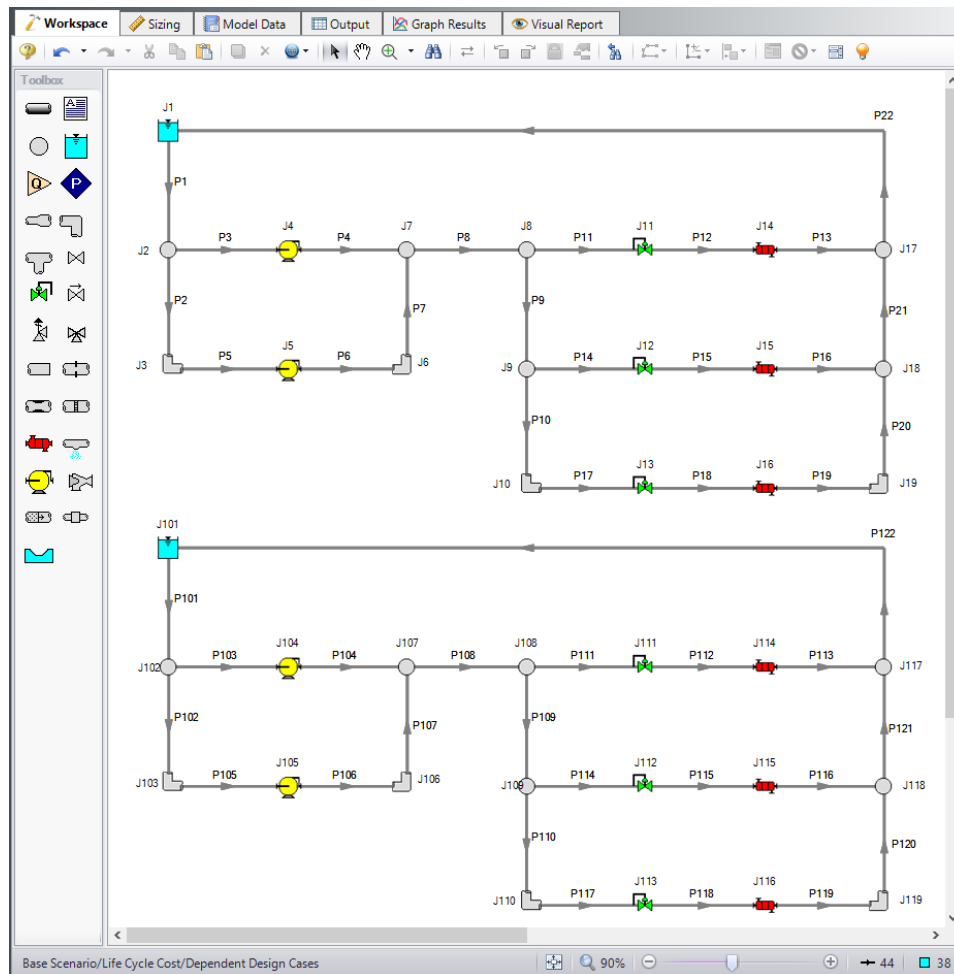 Workspace Sizing Model Data Output Graph Results Visual Report
Toolbox
A
Q P
J1
P22
P1
J2 P3 J4 P4 J7 P8 J8 P11 J11 P12 J14 P13 J17
P2 P7 P9 P21
J3 P5 J5 P6 J6 J9 P14 J12 P15 J15 P16 J18
P10 P20
J10 P17 J13 P18 J16 P19 J19
J101
P122
P101
J102 P103 J104 P104 J107 P108 J108 P111 J111 P112 J114 P113 J117
P102 P107 P109 P121
J103 P105 J105 P106 J106 J109 P114 J112 P115 J115 P116 J118
P110 P120
J110 P117 J113 P118 J116 P119 J119
Base Scenario/Life Cycle Cost/Dependent Design Cases 90% 44 38